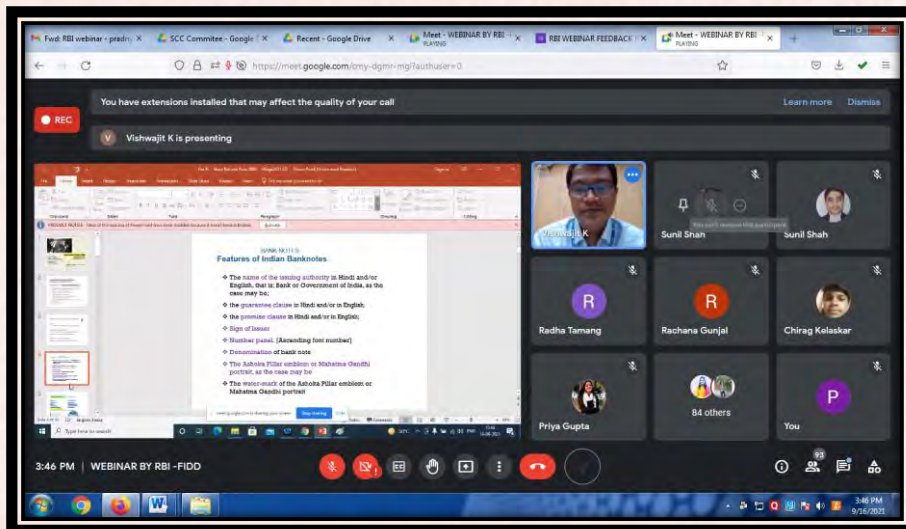 Fwd: RBI webinar - pradnj
SCC Commitee - Google
Recent - Google Drive
Meet - WEBINAR BY RBI -
PLAYING
RBI WEBINAR FEEDBACK
Meet - WEBINAR BY RBI
PLAYING
https://meet.google.com/cmy-dgmr-mgi?authuser=0
You have extensions installed that may affect the quality of your call
Learn more
Dismiss
REC
V
Vishwajit K is presenting
BANK NOTES
Features of Indian Banknotes
❖ The name of the issuing authority in Hindi and/or
English, that is; Bank or Government of India, as the
case may be;
❖ the guarantee clause in Hindi and/or in English;
❖ the promise clause in Hindi and/or in English;
❖ Sign of Issuer
❖ Number panel. [Ascending font number]
❖ Denomination of bank note
❖ The Ashoka Pillar emblem or Mahatma Gandhi
portrait, as the case may be
❖ The water-mark of the Ashoka Pillar emblem or
Mahatma Gandhi portrait
Stop sharing
Type here to search
Vishwajit K
Sunil Shah
You can't unmute this participant
Sunil Shah
R
Radha Tamang
R
Rachana Gunjal
Chirag Kelaskar
Priya Gupta
84 others
P
You
3:46 PM | WEBINAR BY RBI -FIDD
93
3:46 PM
9/16/2021